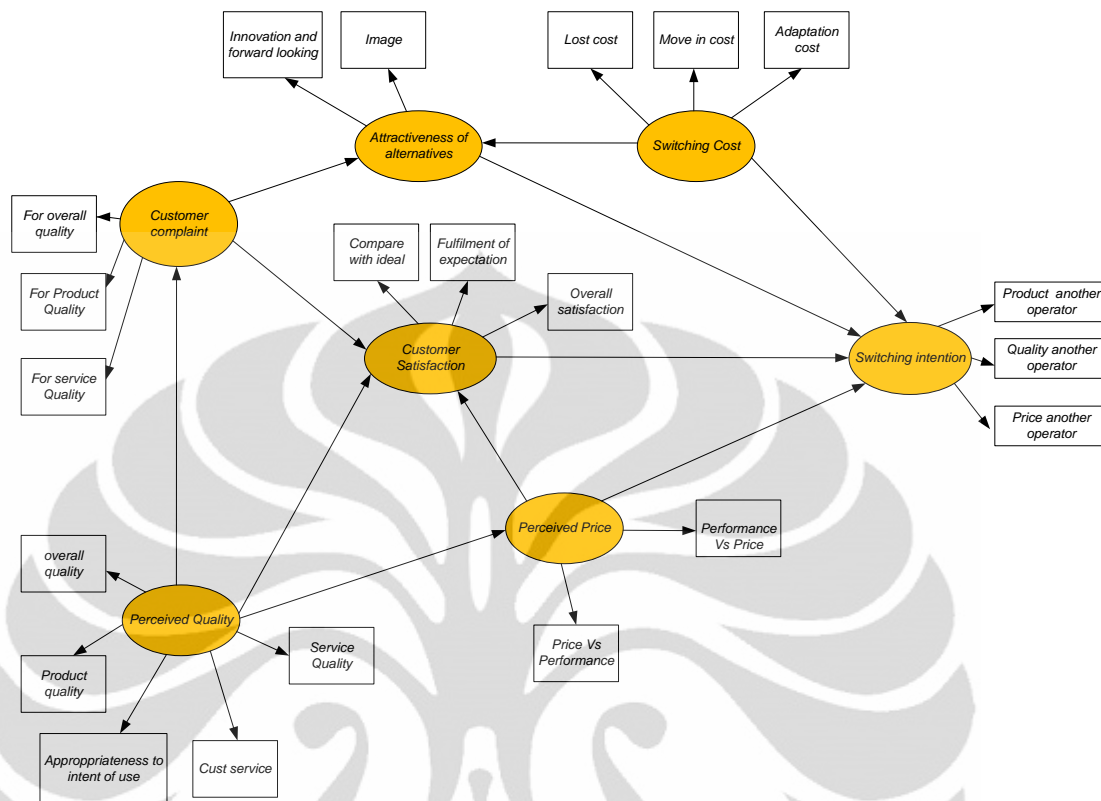 Innovation and
forward looking
Image
Lost cost
Move in cost
Adaptation
cost
Attractiveness of
alternatives
Switching Cost
For overall
quality
Customer
complaint
Compare
with ideal
Fulfilment of
expectation
For Product
Quality
Overall
satisfaction
Product another
operator
For service
Quality
Customer
Satisfaction
Switching intention
Quality another
operator
Price another
operator
Perceived Price
Performance
Vs Price
overall
quality
Perceived Quality
Service
Quality
Price Vs
Performance
Product
quality
Approppriateness to
intent of use
Cust service